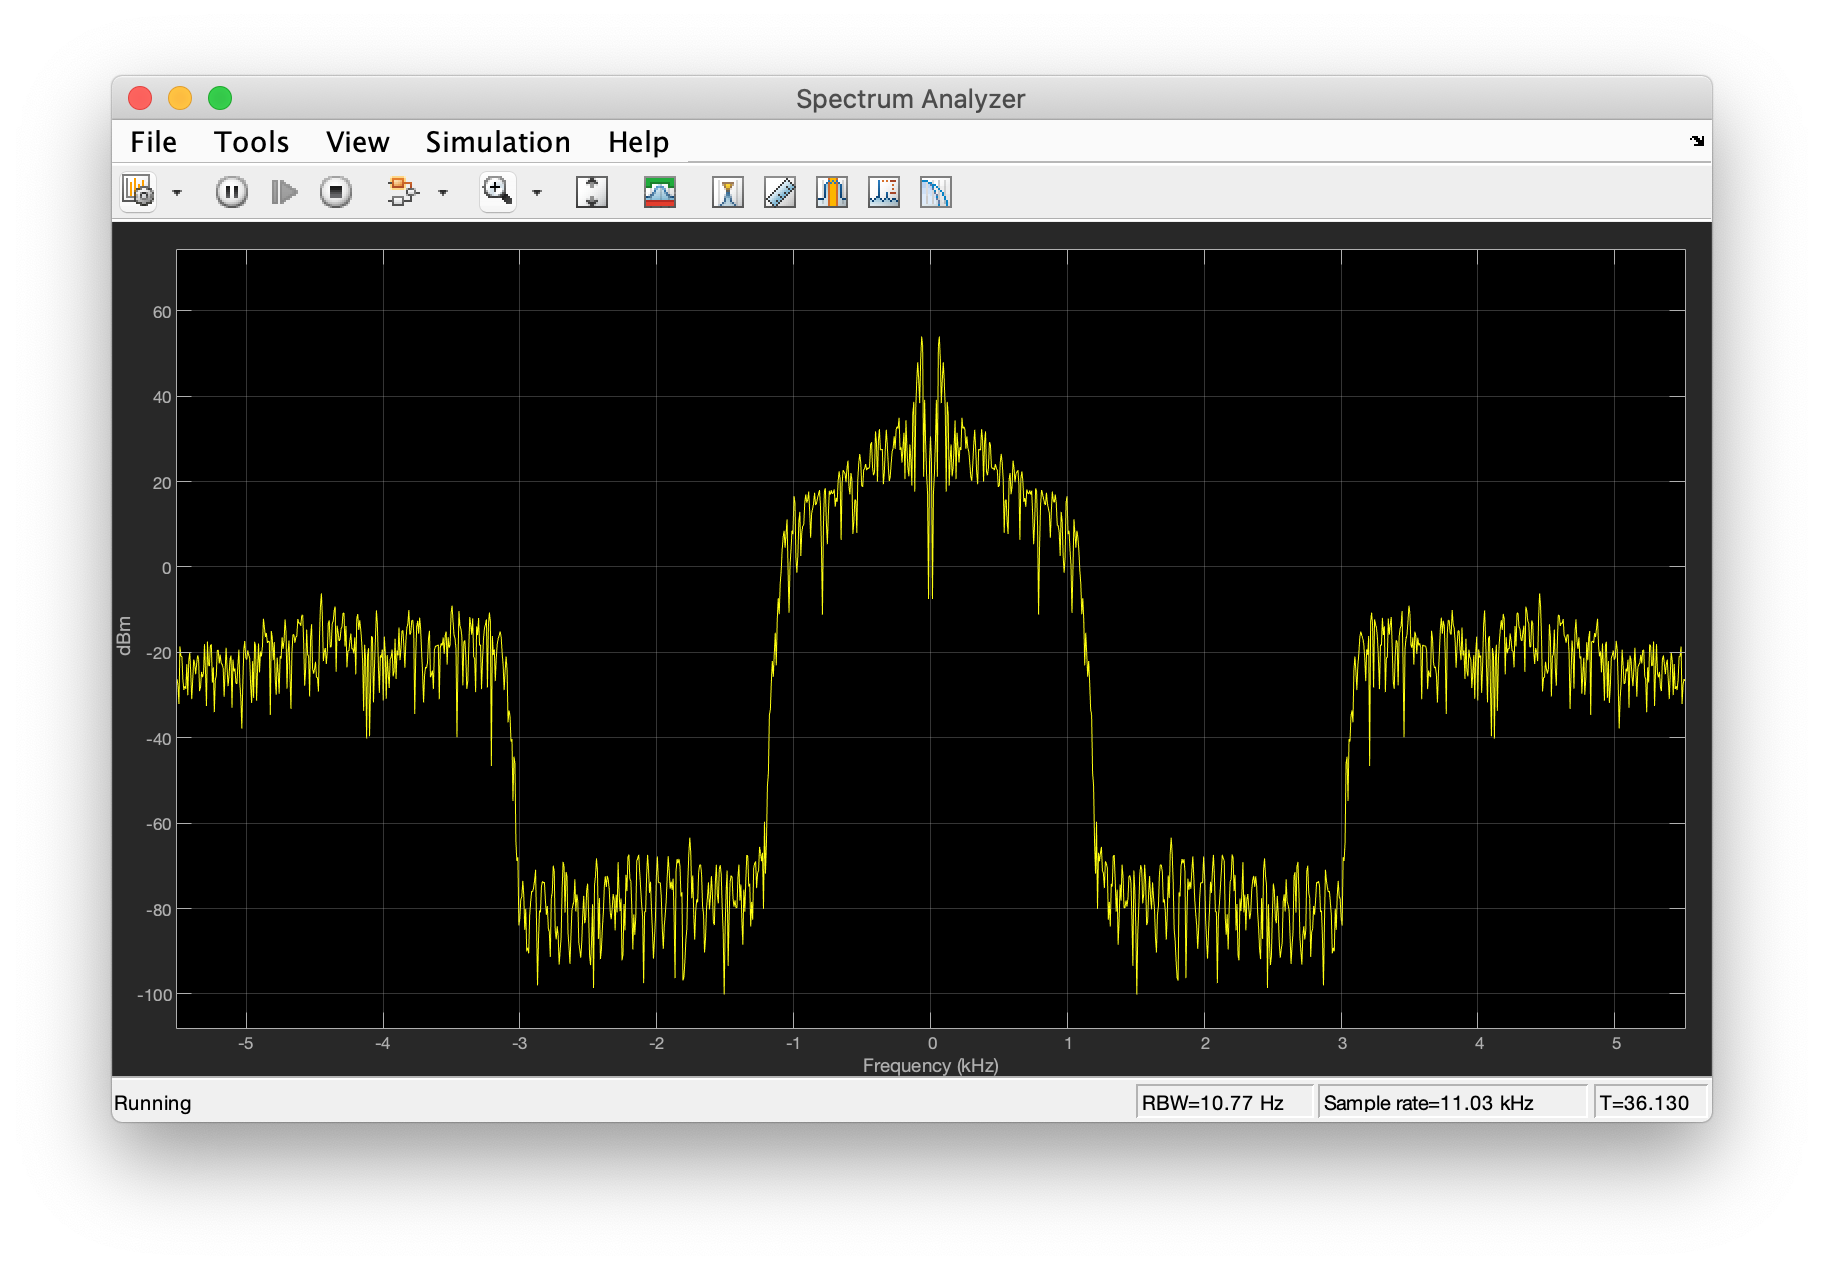 Spectrum Analyzer
File Tools View Simulation Help
60
40
20
0
-20
-40
-60
-80
-100
dBm
-5 -4 -3 -2 -1 0 1 2 3 4 5
Frequency (kHz)
Running RBW=10.77 Hz Sample rate=11.03 kHz T=36.130